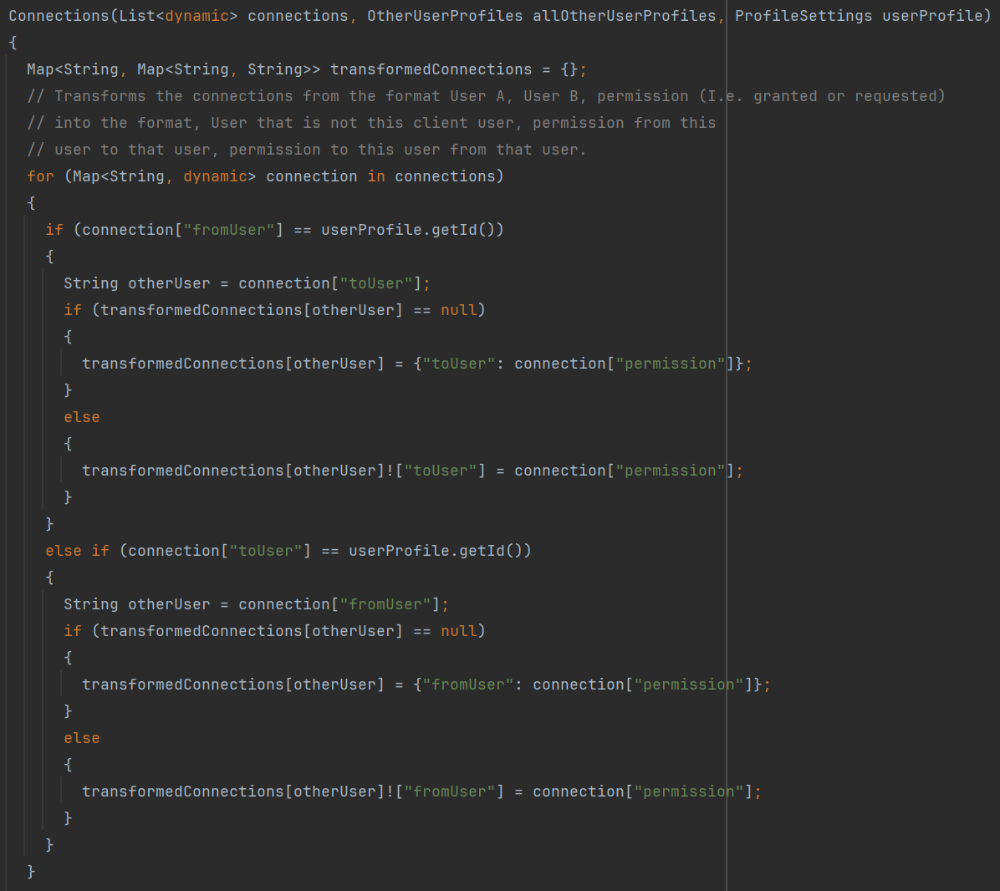 Connections(List<dynamic> connections, OtherUserProfiles allOtherUserProfiles, ProfileSettings userProfile)
{
  Map<String, Map<String, String>> transformedConnections = {};
  // Transforms the connections from the format User A, User B, permission (I.e. granted or requested)
  // into the format, User that is not this client user, permission from this
  // user to that user, permission to this user from that user.
  for (Map<String, dynamic> connection in connections)
  {
    if (connection["fromUser"] == userProfile.getId())
    {
      String otherUser = connection["toUser"];
      if (transformedConnections[otherUser] == null)
      {
        transformedConnections[otherUser] = {"toUser": connection["permission"]};
      }
      else
      {
        transformedConnections[otherUser]!["toUser"] = connection["permission"];
      }
    }
    else if (connection["toUser"] == userProfile.getId())
    {
      String otherUser = connection["fromUser"];
      if (transformedConnections[otherUser] == null)
      {
        transformedConnections[otherUser] = {"fromUser": connection["permission"]};
      }
      else
      {
        transformedConnections[otherUser]!["fromUser"] = connection["permission"];
      }
    }
  }